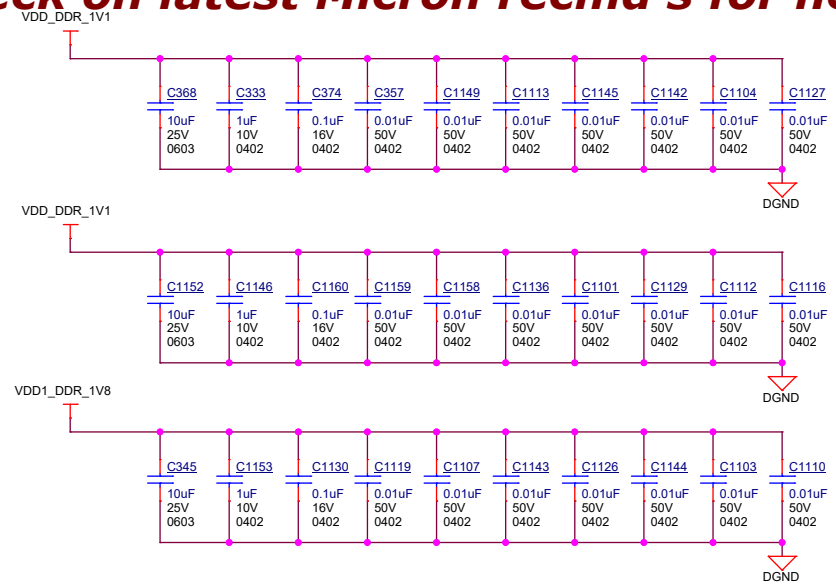 on latest Micron recmd's for
VDD_DDR_1V1
C368 C333 C374 C357 C1149 C1113 C1145 C1142 C1104 C1127
10uF 1uF 0.1uF 0.01uF 0.01uF 0.01uF 0.01uF 0.01uF 0.01uF 0.01uF
25V 10V 16V 50V 50V 50V 50V 50V 50V 50V
0603 0402 0402 0402 0402 0402 0402 0402 0402 0402
DGND
VDD_DDR_1V1
C1152 C1146 C1160 C1159 C1158 C1136 C1101 C1129 C1112 C1116
10uF 1uF 0.1uF 0.01uF 0.01uF 0.01uF 0.01uF 0.01uF 0.01uF 0.01uF
25V 10V 16V 50V 50V 50V 50V 50V 50V 50V
0603 0402 0402 0402 0402 0402 0402 0402 0402 0402
DGND
VDD1_DDR_1V8
C345 C1153 C1130 C1119 C1107 C1143 C1126 C1144 C1103 C1110
10uF 1uF 0.1uF 0.01uF 0.01uF 0.01uF 0.01uF 0.01uF 0.01uF 0.01uF
25V 10V 16V 50V 50V 50V 50V 50V 50V 50V
0603 0402 0402 0402 0402 0402 0402 0402 0402 0402
DGND